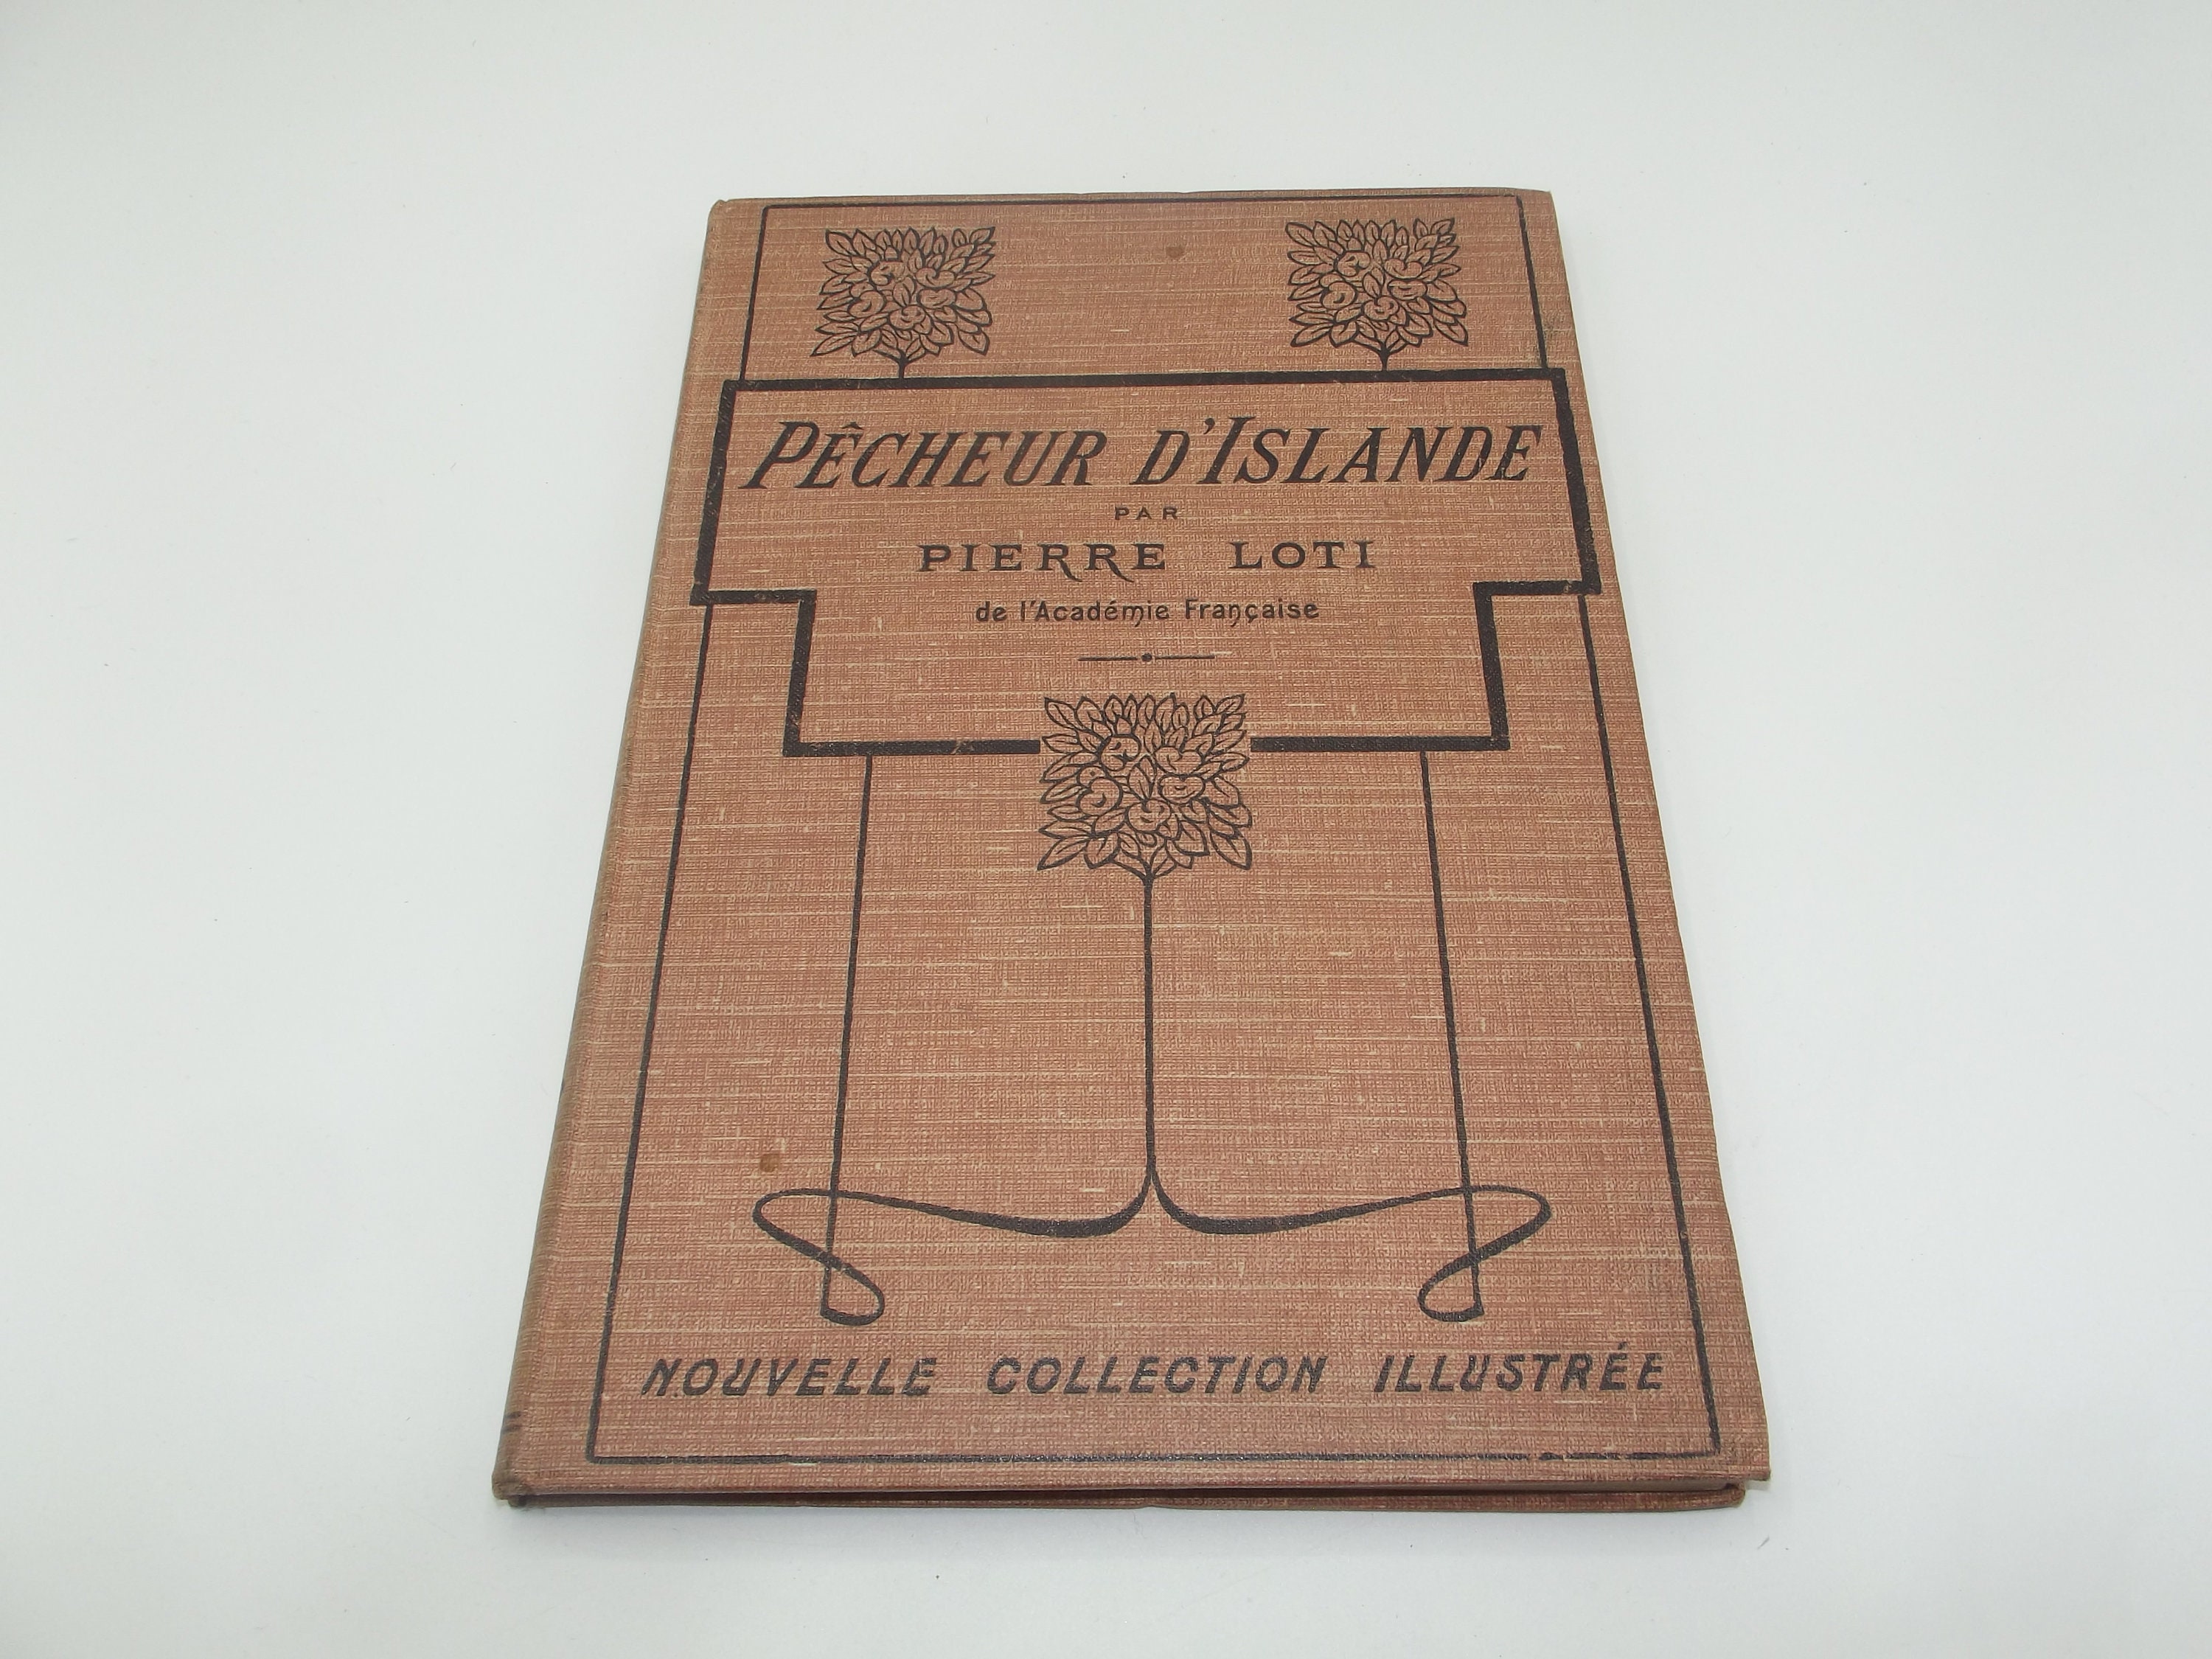 PÊCHEUR D'ISLANDE
PAR
PIERRE LOTI
de l'Académie Française
NOUVELLE COLLECTION ILLUSTRÉE